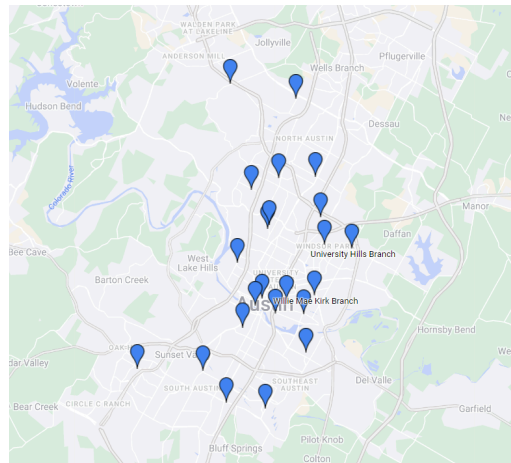 WALDEN PARK
AT LAKELINE
Jollyville
ANDERSON MILL
Wells Branch
Pflugerville
Volente
Hudson Bend
Dessau
NORTH AUSTIN
Colorado
River
Manor
WINDSOR PARK
Daffan
University Hills Branch
Bee Cave
West
Lake Hills
Barton Creek
UNIVERSITY
Willie Mae Kirk Branch
Austin
Hornsby Bend
Sunset Valley
Cedar Valley
SOUTH AUSTIN
SOUTHEAST
AUSTIN
Del Valle
CIRCLE C RANCH
Bear Creek
Garfield
Bluff Springs
Pilot Knob
Colton